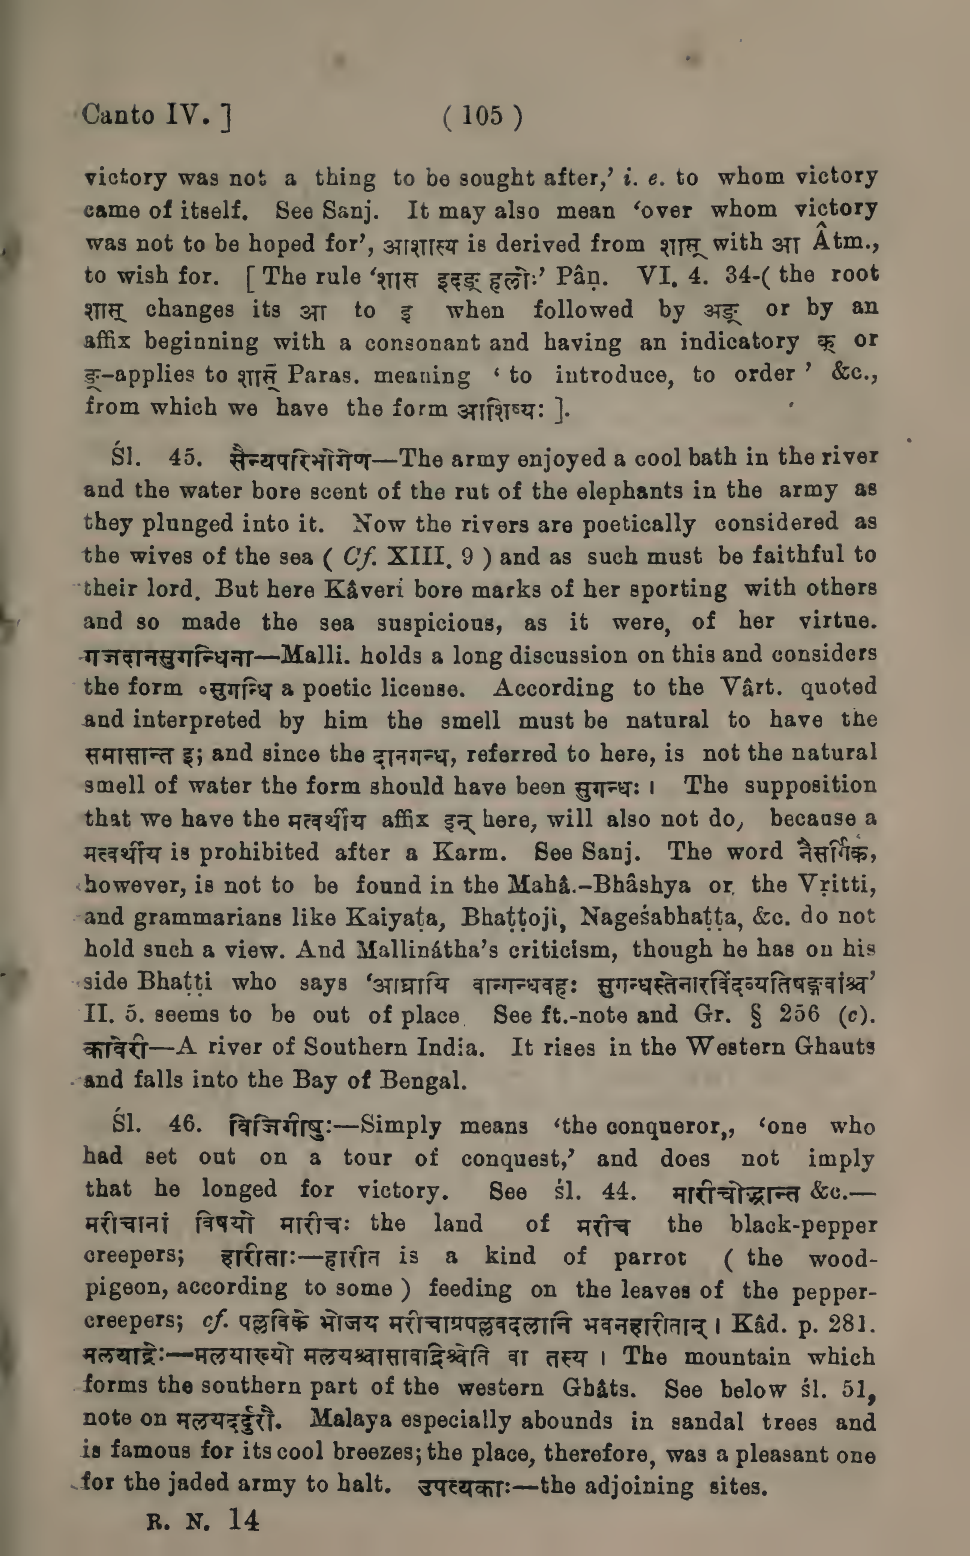 Canto IV. ] ( 105 )
victory was not a thing to be sought after,’ i. e. to whom victory
came of itself. See Sanj. It may also mean ‘over whom victory
was not to be hoped for’, आशास्य is derived from शास् with आ Âtm.,
to wish for. [ The rule ‘शास इदङ् हलोः’ Pâṇ. VI. 4. 34-( the root
शास् changes its आ to इ when followed by अङ् or by an
affix beginning with a consonant and having an indicatory क् or
ङ्-applies to शास् Paras. meaning ‘ to introduce, to order ’ &c.,
from which we have the form आशिष्यः ].
Śl. 45. सैन्यपरिभोगेण—The army enjoyed a cool bath in the river
and the water bore scent of the rut of the elephants in the army as
they plunged into it. Now the rivers are poetically considered as
the wives of the sea ( Cf. XIII. 9 ) and as such must be faithful to
their lord. But here Kâveri bore marks of her sporting with others
and so made the sea suspicious, as it were, of her virtue.
गजदानसुगन्धिना—Malli. holds a long discussion on this and considers
the form ॰सुगन्धि a poetic license. According to the Vârt. quoted
and interpreted by him the smell must be natural to have the
समासान्त इ; and since the दानगन्ध, referred to here, is not the natural
smell of water the form should have been सुगन्धः । The supposition
that we have the मत्वर्थीय affix इन् here, will also not do, because a
मत्वर्थीय is prohibited after a Karm. See Sanj. The word नैसर्गिक,
however, is not to be found in the Mahâ.-Bhâshya or the Vṛitti,
and grammarians like Kaiyaṭa, Bhaṭṭoji, Nageśabhaṭṭa, &c. do not
hold such a view. And Mallinátha’s criticism, though he has on his
side Bhaṭṭi who says ‘आघ्रायि वान्गन्धवहः सुगन्धस्तेनारविंदव्यतिषङ्गवांश्च’
II. 5. seems to be out of place. See ft.-note and Gr. § 256 (c).
कावेरी—A river of Southern India. It rises in the Western Ghauts
and falls into the Bay of Bengal.
Śl. 46. विजिगीषुः—Simply means ‘the conqueror,, ‘one who
had set out on a tour of conquest,’ and does not imply
that he longed for victory. See śl. 44. मारीचोद्भ्रान्त &c.—
मरीचानां विषयो मारीचः the land of मरीच the black-pepper
creepers; हारीताः—हारीत is a kind of parrot ( the wood-
pigeon, according to some ) feeding on the leaves of the pepper-
creepers; cf. पल्लविके भोजय मरीचाग्रपल्लवदलानि भवनहारीतान् । Kâd. p. 281.
मलयाद्रेः—मलयाख्यो मलयश्चासावद्रिश्चेति वा तस्य । The mountain which
forms the southern part of the western Ghâts. See below śl. 51,
note on मलयदर्दुरौ. Malaya especially abounds in sandal trees and
is famous for its cool breezes; the place, therefore, was a pleasant one
for the jaded army to halt. उपत्यकाः—the adjoining sites.
R. N. 14